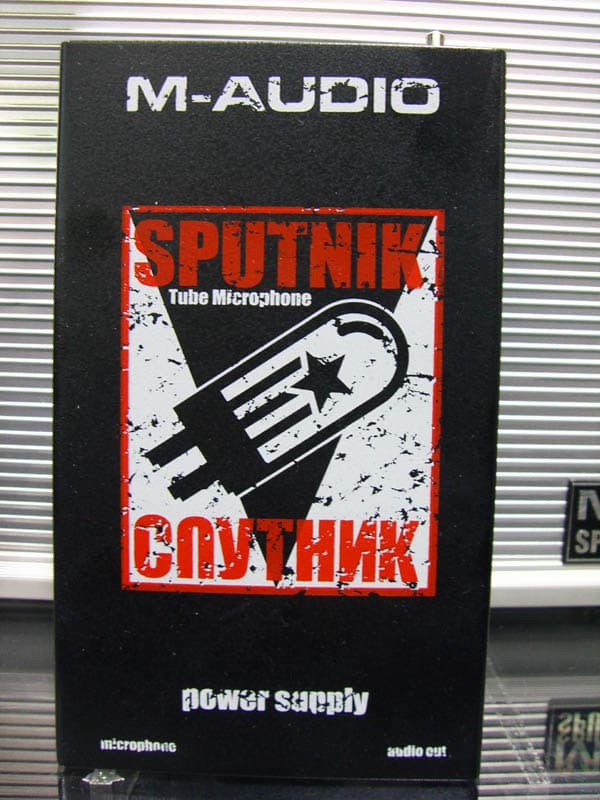 M-AUDIO
SPUTNIK
Tube Microphone
СПУТНИК
power supply
microphone
audio out